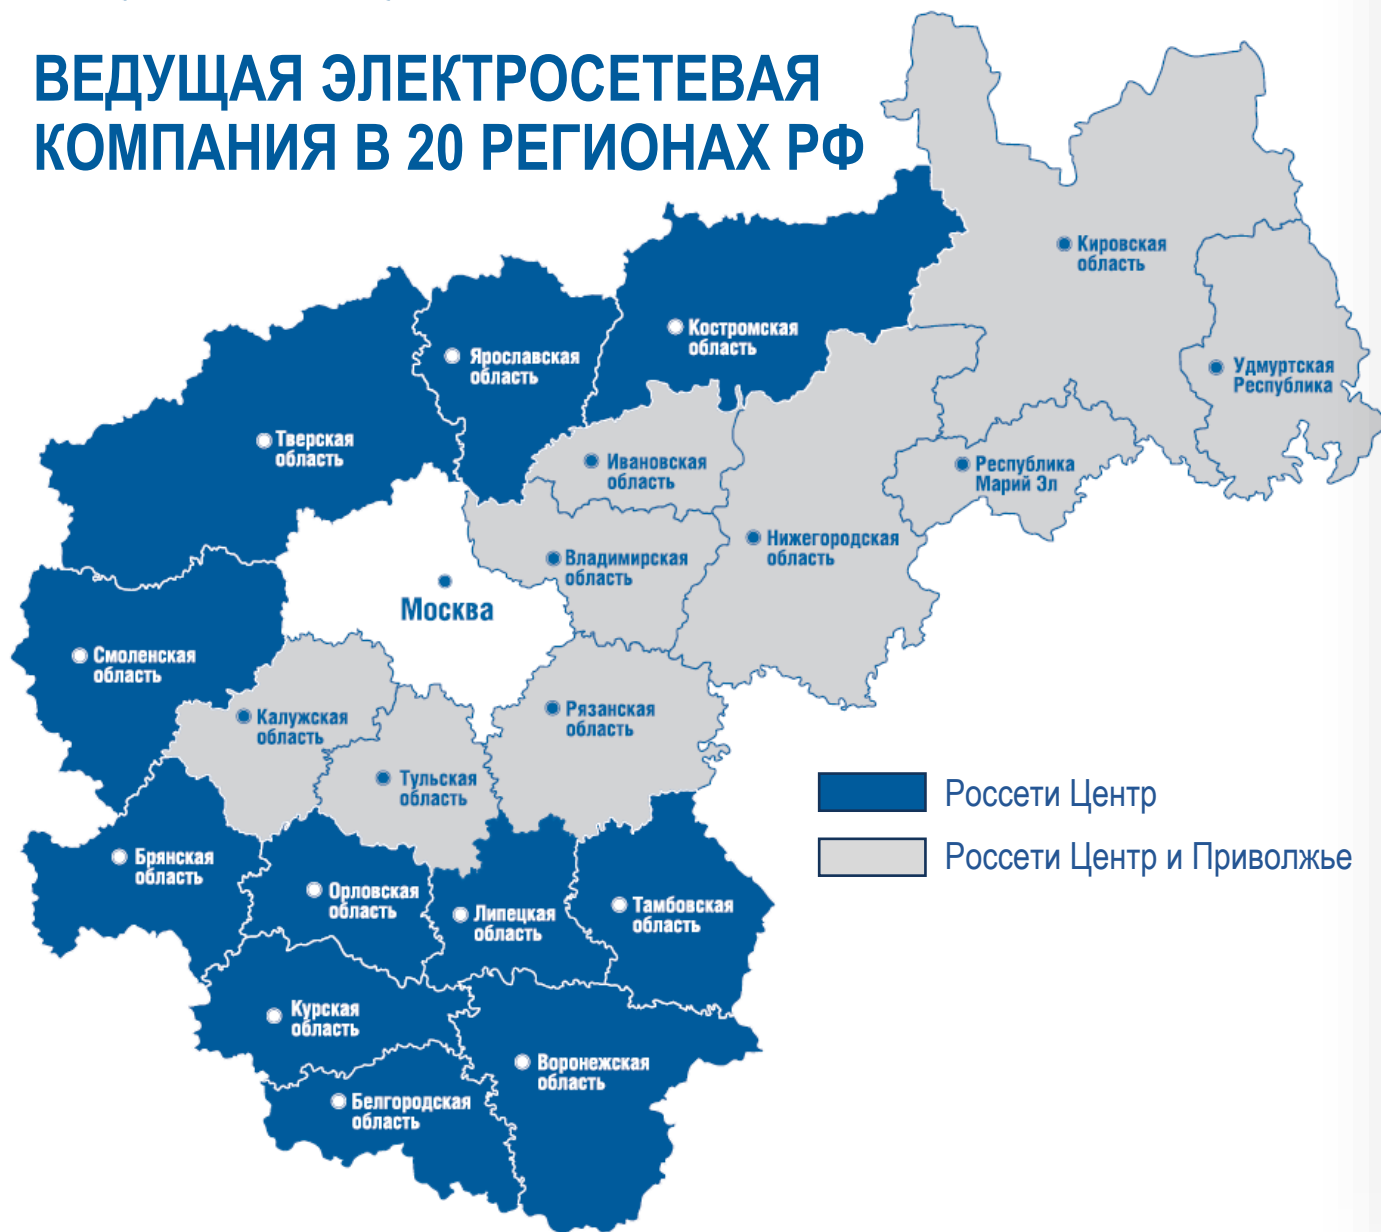 ВЕДУЩАЯ ЭЛЕКТРОСЕТЕВАЯ
КОМПАНИЯ В 20 РЕГИОНАХ РФ
Кировская
область
Костромская
область
Ярославская
область
Удмуртская
Республика
Тверская
область
Ивановская
область
Республика
Марий Эл
Нижегородская
область
Владимирская
область
Москва
Смоленская
область
Калужская
область
Рязанская
область
Тульская
область
Россети Центр
Россети Центр и Приволжье
Брянская
область
Орловская
область
Липецкая
область
Тамбовская
область
Курская
область
Воронежская
область
Белгородская
область